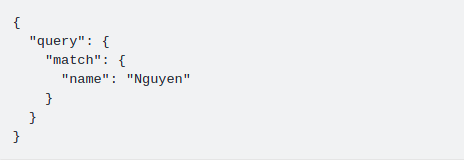 {
  "query": {
    "match": {
      "name": "Nguyen"
    }
  }
}